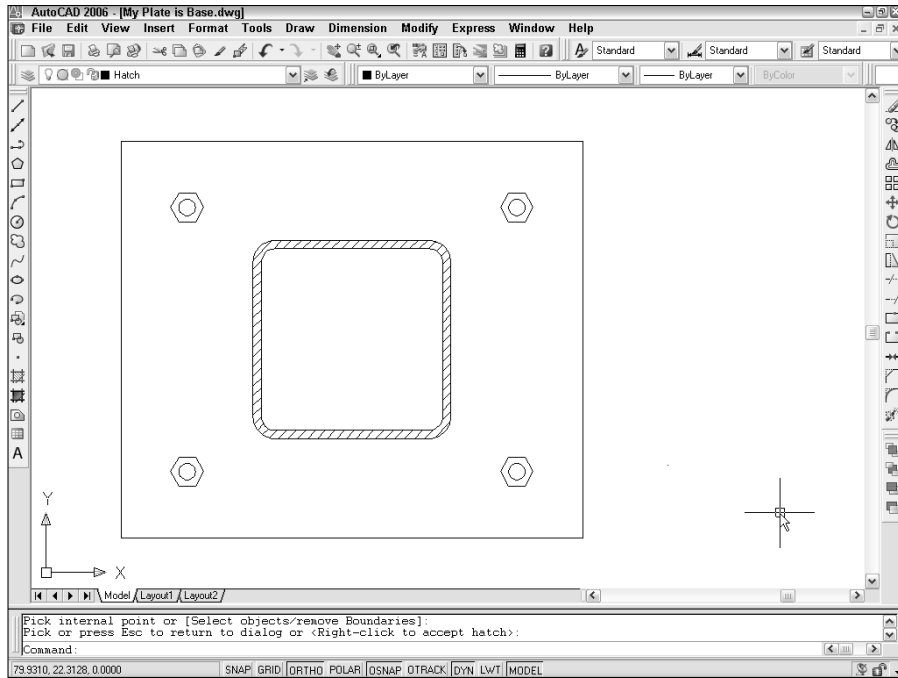 AutoCAD 2006 - [My Plate is Base.dwg]
File Edit View Insert Format Tools Draw Dimension Modify Express Window Help
Standard Standard Standard
Hatch ByLayer ByLayer ByLayer ByColor
A
Y
X
Model Layout1 Layout2
Pick internal point or [Select objects/remove Boundaries]:
Pick or press Esc to return to dialog or <Right-click to accept hatch>:
Command:
79.9310, 22.3128, 0.0000 SNAP GRID ORTHO POLAR OSNAP OTRACK DYN LWT MODEL